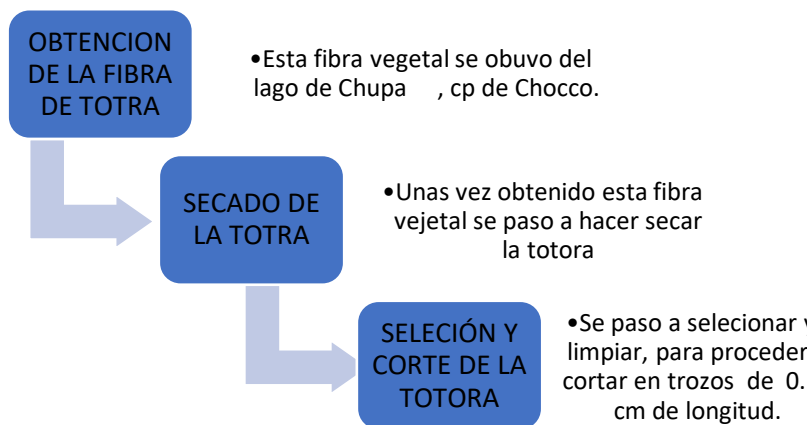 OBTENCION
DE LA FIBRA
DE TOTRA
•Esta fibra vegetal se obuvo del
lago de Chupa , cp de Chocco.
SECADO DE
LA TOTRA
•Unas vez obtenido esta fibra
vejetal se paso a hacer secar
la totora
SELECIÓN Y
CORTE DE LA
TOTORA
•Se paso a selecionar
limpiar, para proceder
cortar en trozos de 0.
cm de longitud.